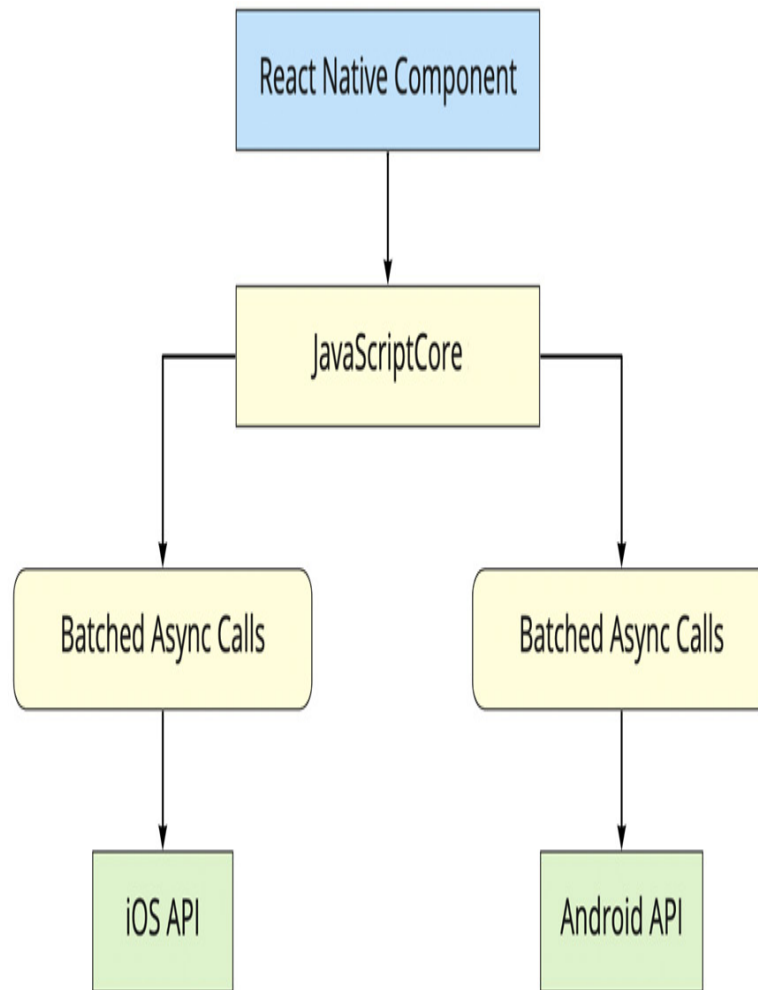 React Native Component
JavaScriptCore
Batched Async Calls
Batched Async Calls
iOS API
Android API